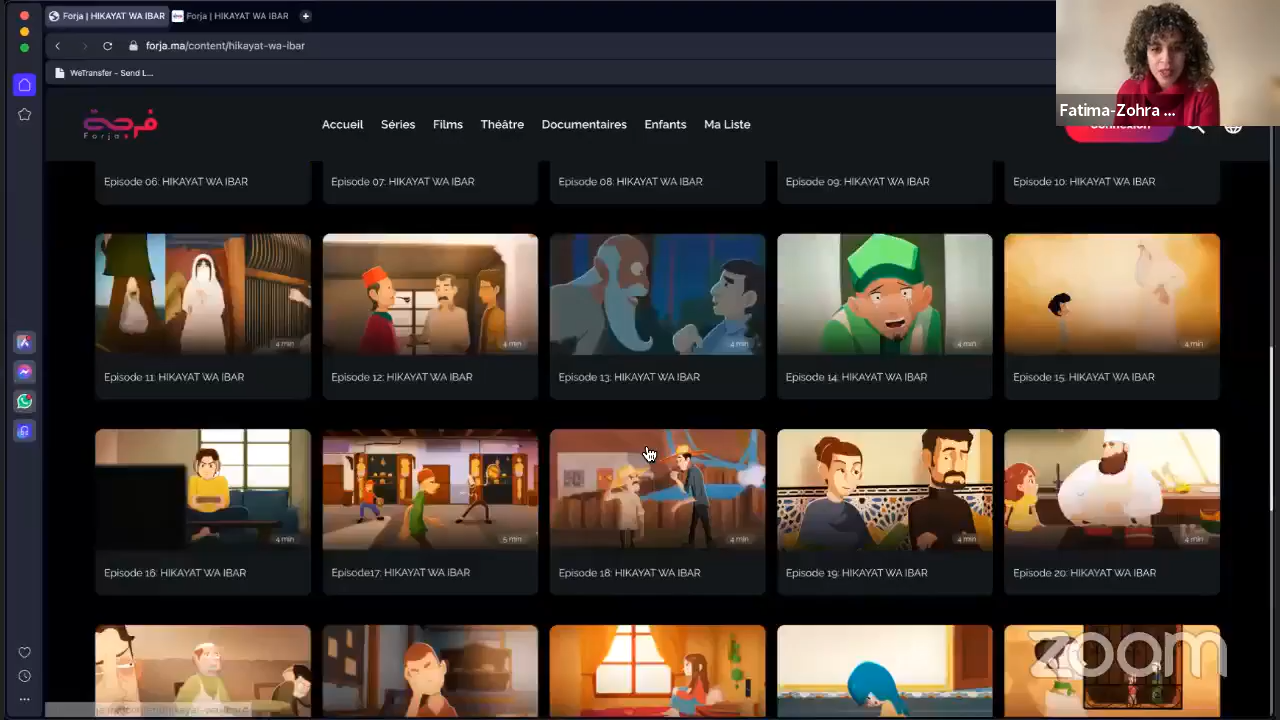 Forja | HIKAYAT WA IBAR
Forja | HIKAYAT WA IBAR
forja.ma/content/hikayat-wa-ibar
WeTransfer - Send L...
فرجة
Forja
Accueil
Séries
Films
Théâtre
Documentaires
Enfants
Ma Liste
Connexion
Fatima-Zohra ...
Episode 06: HIKAYAT WA IBAR
Episode 07: HIKAYAT WA IBAR
Episode 08: HIKAYAT WA IBAR
Episode 09: HIKAYAT WA IBAR
Episode 10: HIKAYAT WA IBAR
4 min
4 min
4 min
4 min
4 min
Episode 11: HIKAYAT WA IBAR
Episode 12: HIKAYAT WA IBAR
Episode 13: HIKAYAT WA IBAR
Episode 14: HIKAYAT WA IBAR
Episode 15: HIKAYAT WA IBAR
4 min
5 min
4 min
4 min
4 min
Episode 16: HIKAYAT WA IBAR
Episode17: HIKAYAT WA IBAR
Episode 18: HIKAYAT WA IBAR
Episode 19: HIKAYAT WA IBAR
Episode 20: HIKAYAT WA IBAR
zoom